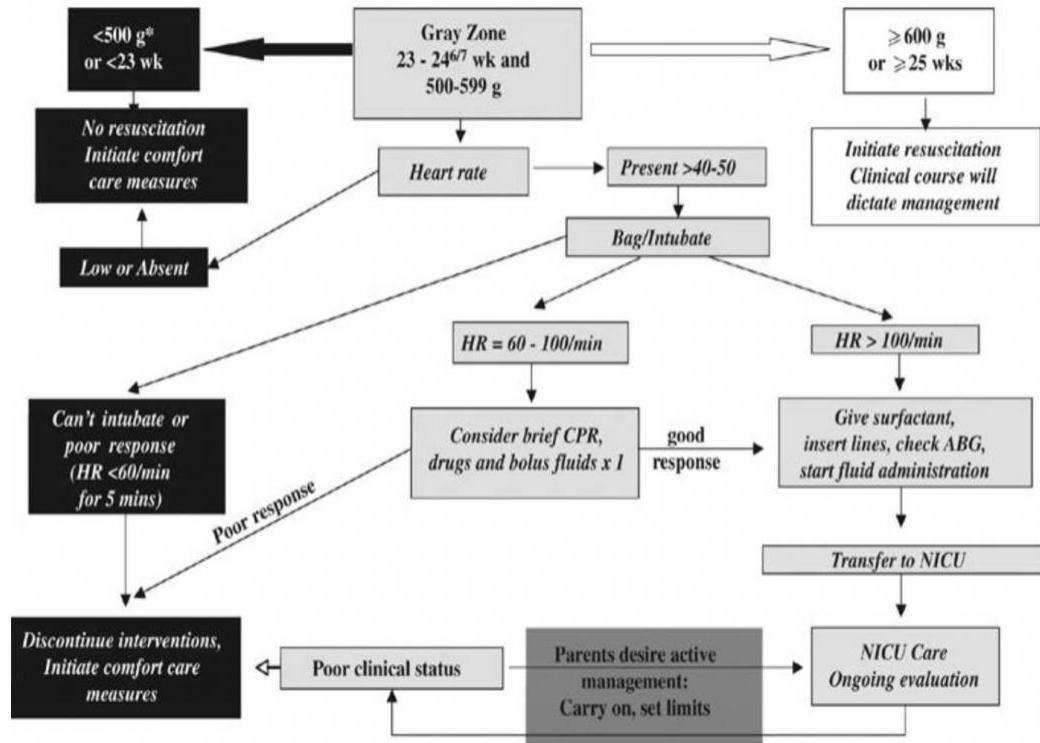 <500 g*
or <23 wk
Gray Zone
23 - 24⁶/⁷ wk and
500-599 g
⩾600 g
or ⩾25 wks
No resuscitation
Initiate comfort
care measures
Heart rate
Present >40-50
Initiate resuscitation
Clinical course will
dictate management
Low or Absent
Bag/Intubate
HR = 60 - 100/min
HR > 100/min
Can't intubate or
poor response
(HR <60/min
for 5 mins)
Consider brief CPR,
drugs and bolus fluids x 1
good
response
Give surfactant,
insert lines, check ABG,
start fluid administration
Poor response
Transfer to NICU
Discontinue interventions,
Initiate comfort care
measures
Poor clinical status
Parents desire active
management:
Carry on, set limits
NICU Care
Ongoing evaluation